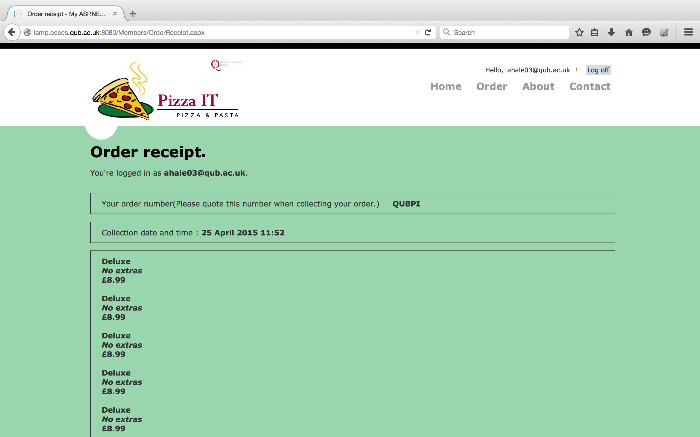 Order receipt - My ASP.NE...
lamp.eeecs.qub.ac.uk:8080/Members/OrderReceipt.aspx
Search
Hello, ahale03@qub.ac.uk ! Log off
Pizza IT
PIZZA & PASTA
Home Order About Contact
Order receipt.
You're logged in as ahale03@qub.ac.uk.
Your order number(Please quote this number when collecting your order.) QUBPI
Collection date and time : 25 April 2015 11:52
Deluxe
No extras
£8.99
Deluxe
No extras
£8.99
Deluxe
No extras
£8.99
Deluxe
No extras
£8.99
Deluxe
No extras
£8.99